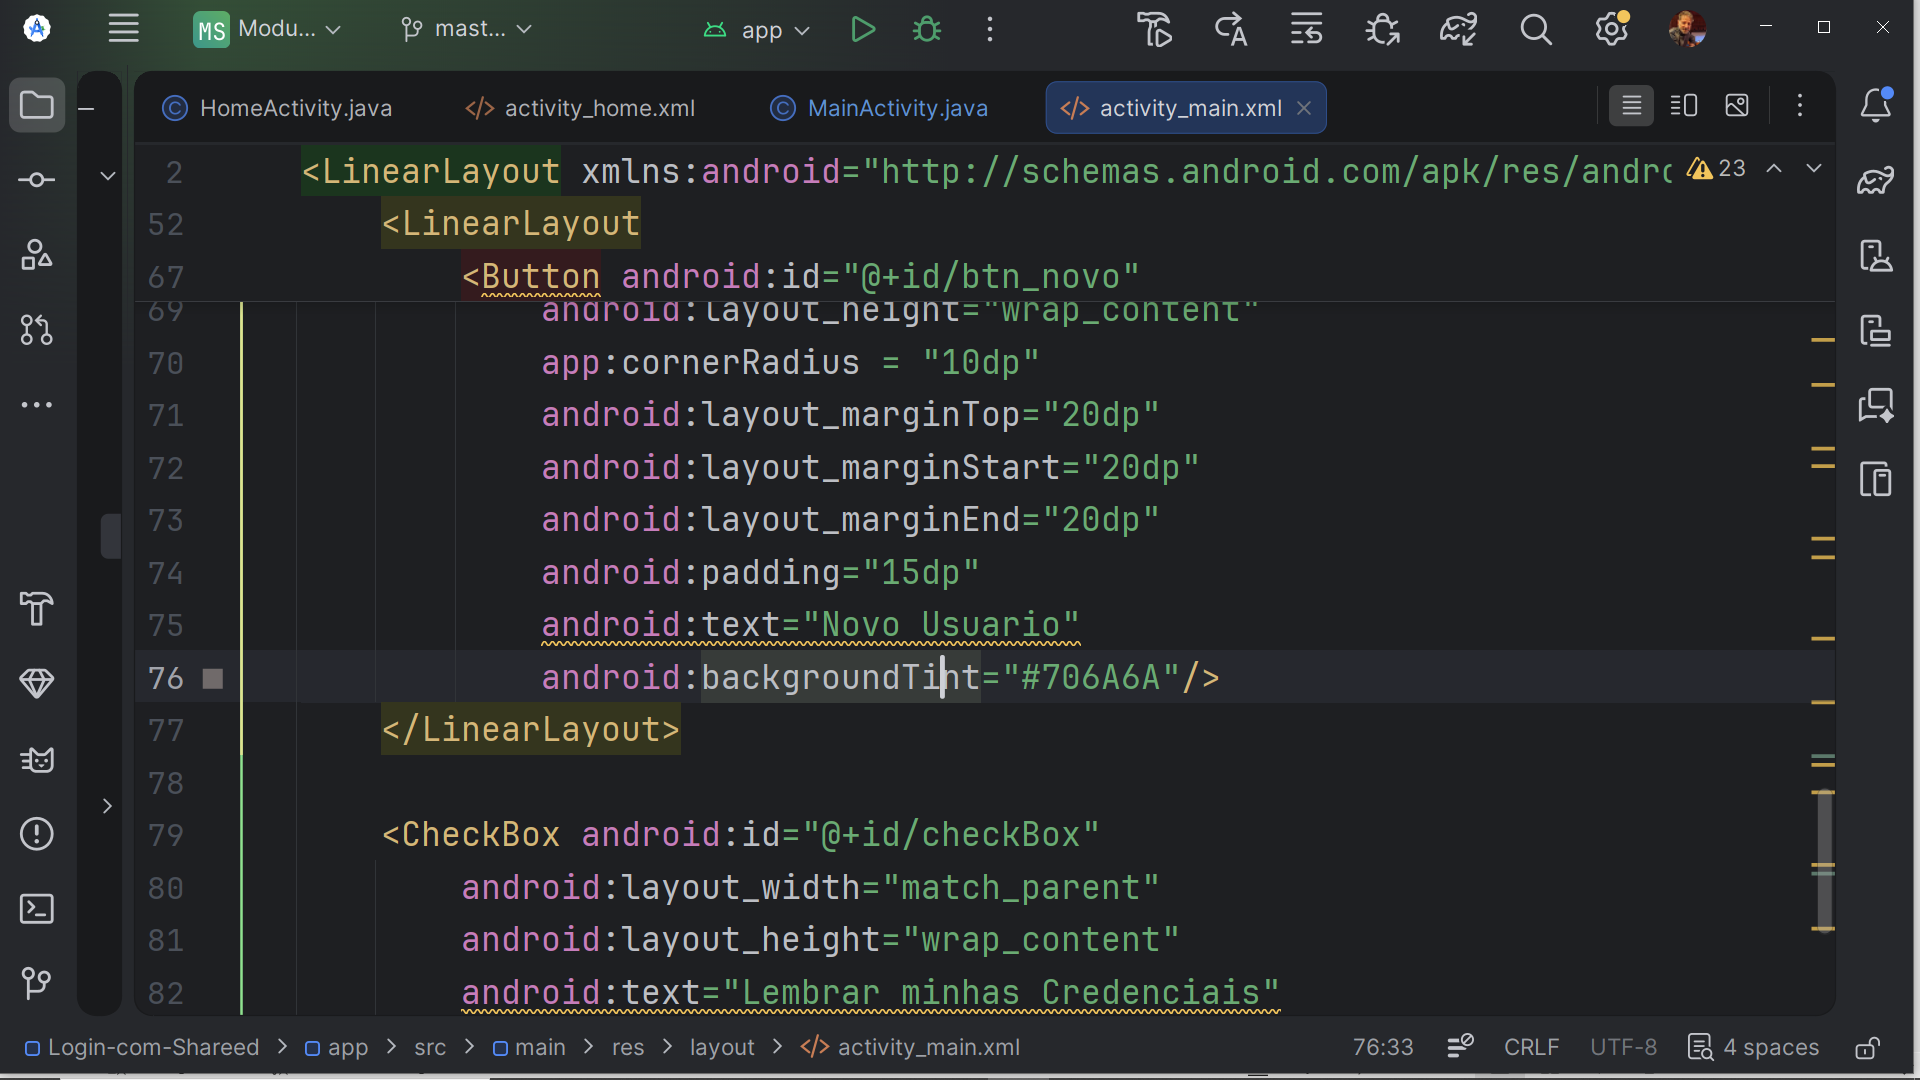 MS Modu... mast... app
HomeActivity.java activity_home.xml MainActivity.java activity_main.xml
2 <LinearLayout xmlns:android="http://schemas.android.com/apk/res/andro 23
52 <LinearLayout
67 <Button android:id="@+id/btn_novo"
69 android:layout_height="wrap_content"
70 app:cornerRadius = "10dp"
71 android:layout_marginTop="20dp"
72 android:layout_marginStart="20dp"
73 android:layout_marginEnd="20dp"
74 android:padding="15dp"
75 android:text="Novo Usuario"
76 android:backgroundTint="#706A6A"/>
77 </LinearLayout>
78
79 <CheckBox android:id="@+id/checkBox"
80 android:layout_width="match_parent"
81 android:layout_height="wrap_content"
82 android:text="Lembrar minhas Credenciais"
Login-com-Shareed > app > src > main > res > layout > activity_main.xml 76:33 CRLF UTF-8 4 spaces